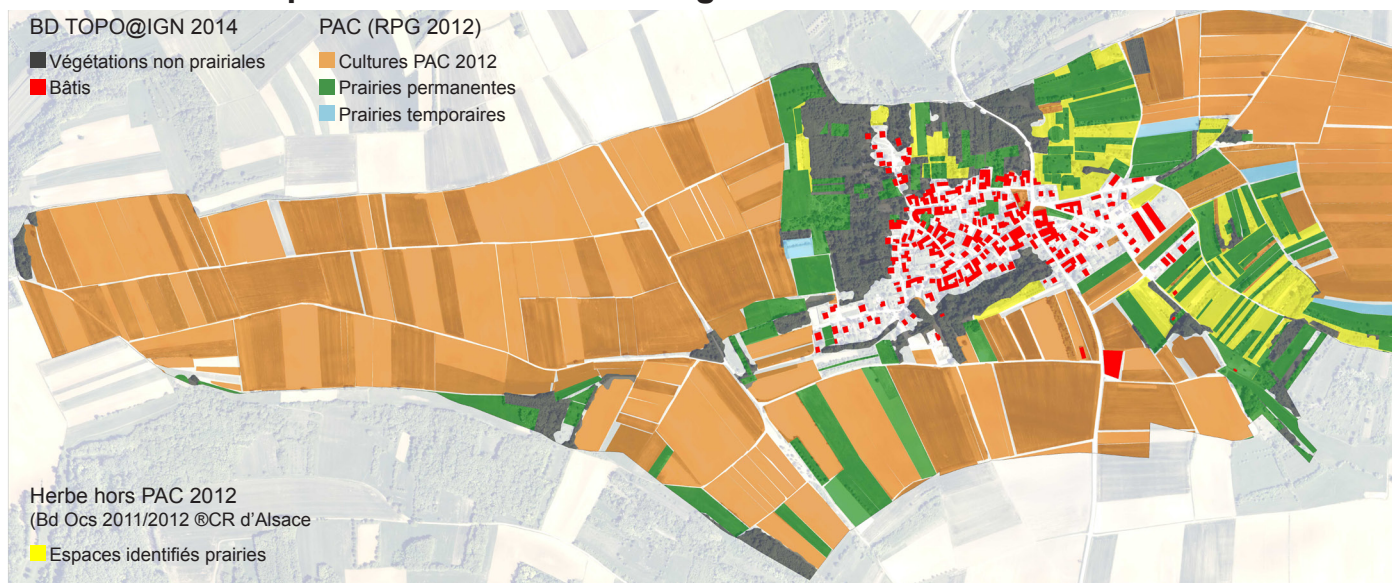 BD TOPO@IGN 2014
Végétations non prairiales
Bâtis
PAC (RPG 2012)
Cultures PAC 2012
Prairies permanentes
Prairies temporaires
Herbe hors PAC 2012
(Bd Ocs 2011/2012 ®CR d'Alsace
Espaces identifiés prairies